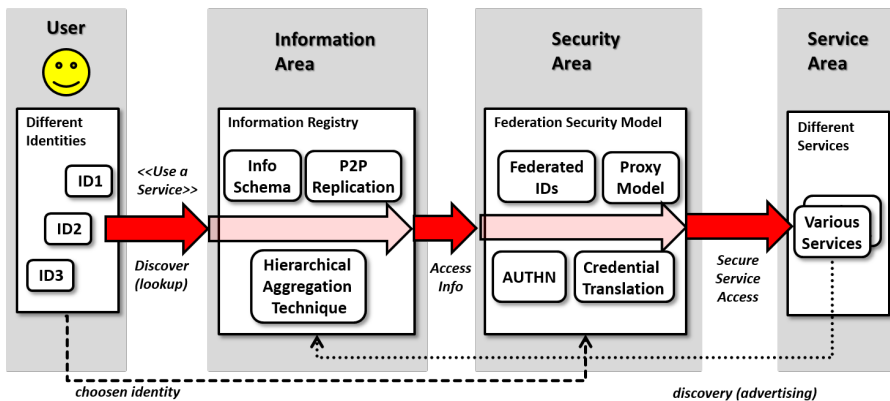 User
Information
Area
Security
Area
Service
Area
Different
Identities
ID1
ID2
ID3
<<Use a
Service>>
Discover
(lookup)
Information Registry
Info
Schema
P2P
Replication
Hierarchical
Aggregation
Technique
Access
Info
Federation Security Model
Federated
IDs
Proxy
Model
AUTHN
Credential
Translation
Secure
Service
Access
Different
Services
Various
Services
choosen identity
discovery (advertising)